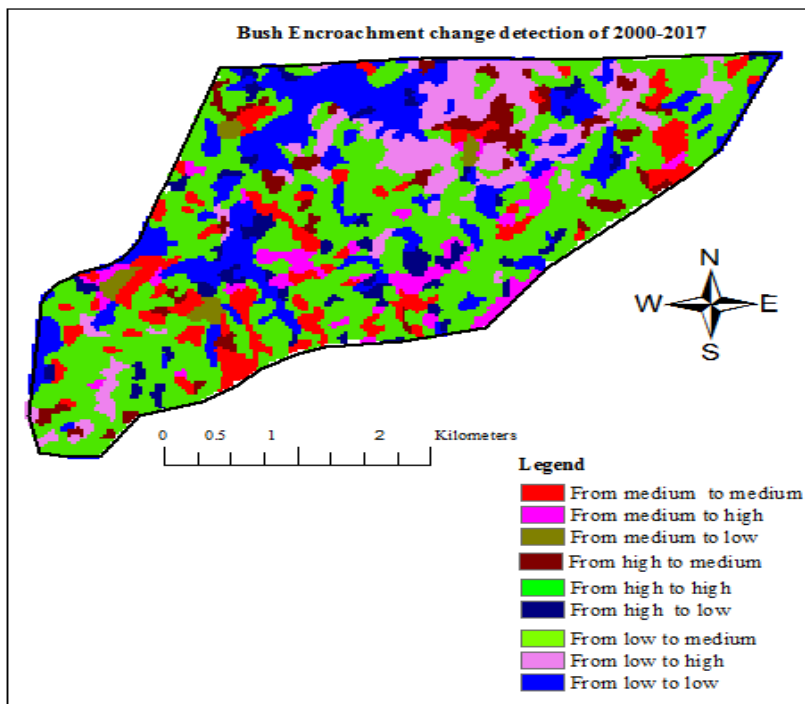 Bush Encroachment change detection of 2000-2017
N
W E
S
0 0.5 1 2 Kilometers
Legend
From medium to medium
From medium to high
From medium to low
From high to medium
From high to high
From high to low
From low to medium
From low to high
From low to low